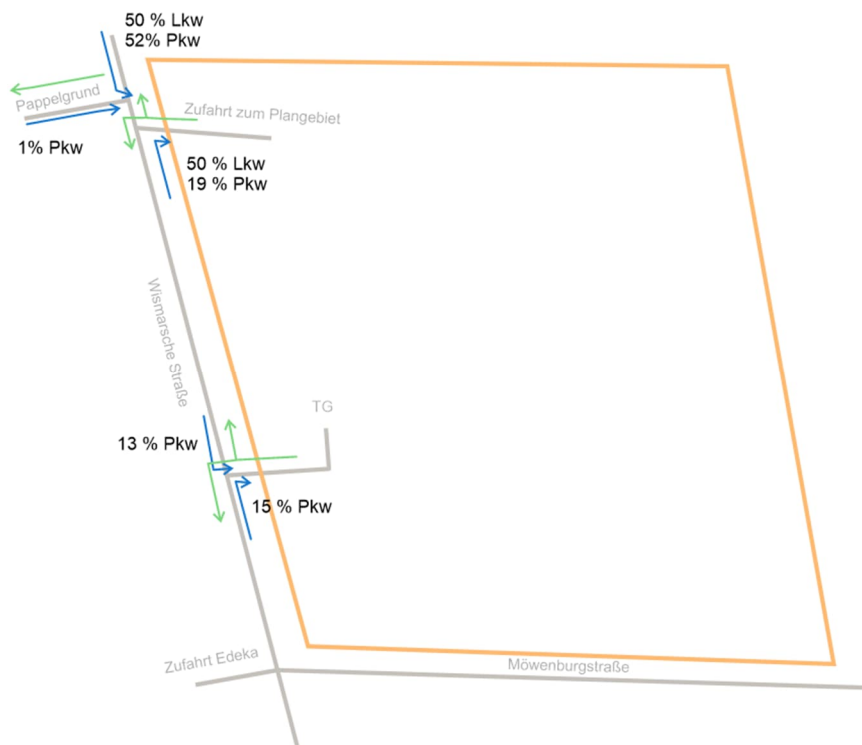 50 % Lkw
52% Pkw
Pappelgrund
Zufahrt zum Plangebiet
1% Pkw
50 % Lkw
19 % Pkw
Wismarsche Straße
TG
13 % Pkw
15 % Pkw
Zufahrt Edeka
Möwenburgstraße